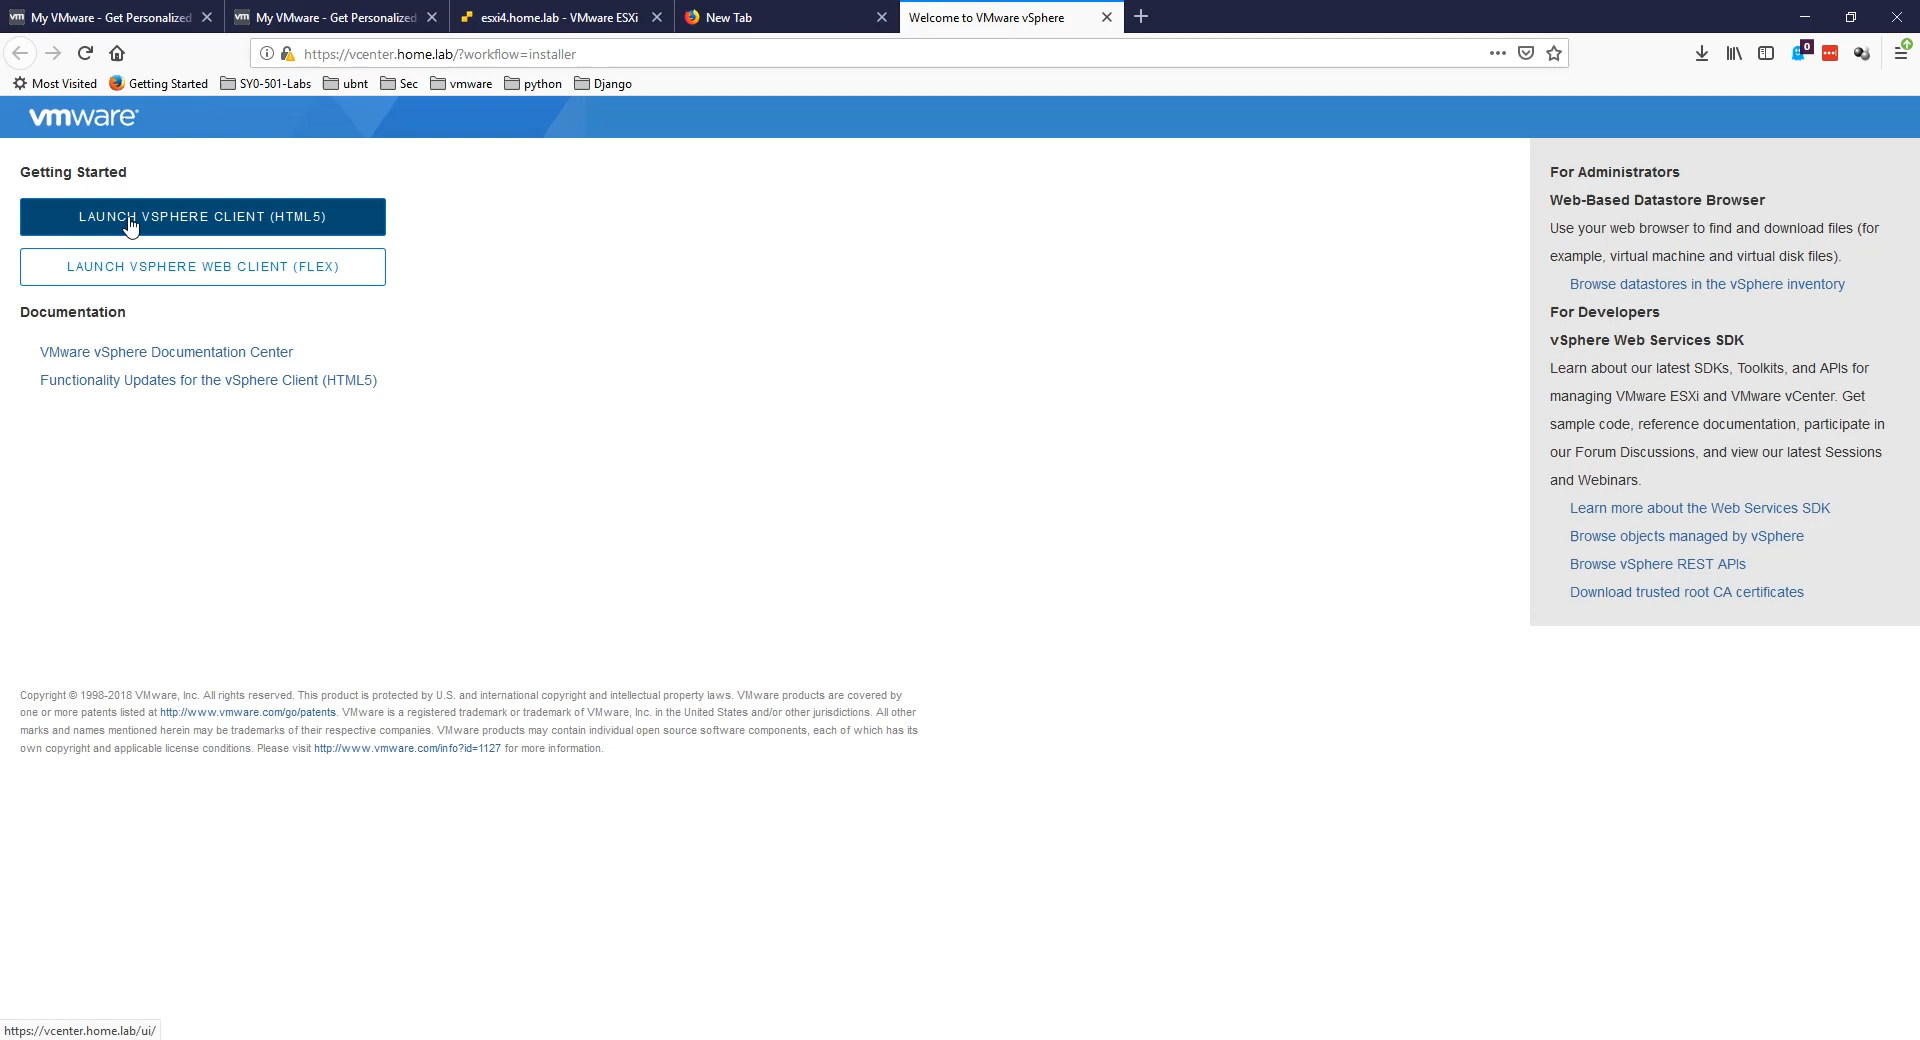 My VMware - Get Personalized
My VMware - Get Personalized
esxi4.home.lab - VMware ESXi
New Tab
Welcome to VMware vSphere
https://vcenter.home.lab/?workflow=installer
0
Most Visited
Getting Started
SY0-501-Labs
ubnt
Sec
vmware
python
Django
vmware
Getting Started
LAUNCH VSPHERE CLIENT (HTML5)
LAUNCH VSPHERE WEB CLIENT (FLEX)
Documentation
VMware vSphere Documentation Center
Functionality Updates for the vSphere Client (HTML5)
For Administrators
Web-Based Datastore Browser
Use your web browser to find and download files (for
example, virtual machine and virtual disk files).
Browse datastores in the vSphere inventory
For Developers
vSphere Web Services SDK
Learn about our latest SDKs, Toolkits, and APIs for
managing VMware ESXi and VMware vCenter. Get
sample code, reference documentation, participate in
our Forum Discussions, and view our latest Sessions
and Webinars.
Learn more about the Web Services SDK
Browse objects managed by vSphere
Browse vSphere REST APIs
Download trusted root CA certificates
Copyright © 1998-2018 VMware, Inc. All rights reserved. This product is protected by U.S. and international copyright and intellectual property laws. VMware products are covered by
one or more patents listed at http://www.vmware.com/go/patents. VMware is a registered trademark or trademark of VMware, Inc. in the United States and/or other jurisdictions. All other
marks and names mentioned herein may be trademarks of their respective companies. VMware products may contain individual open source software components, each of which has its
own copyright and applicable license conditions. Please visit http://www.vmware.com/info?id=1127 for more information.
https://vcenter.home.lab/ui/